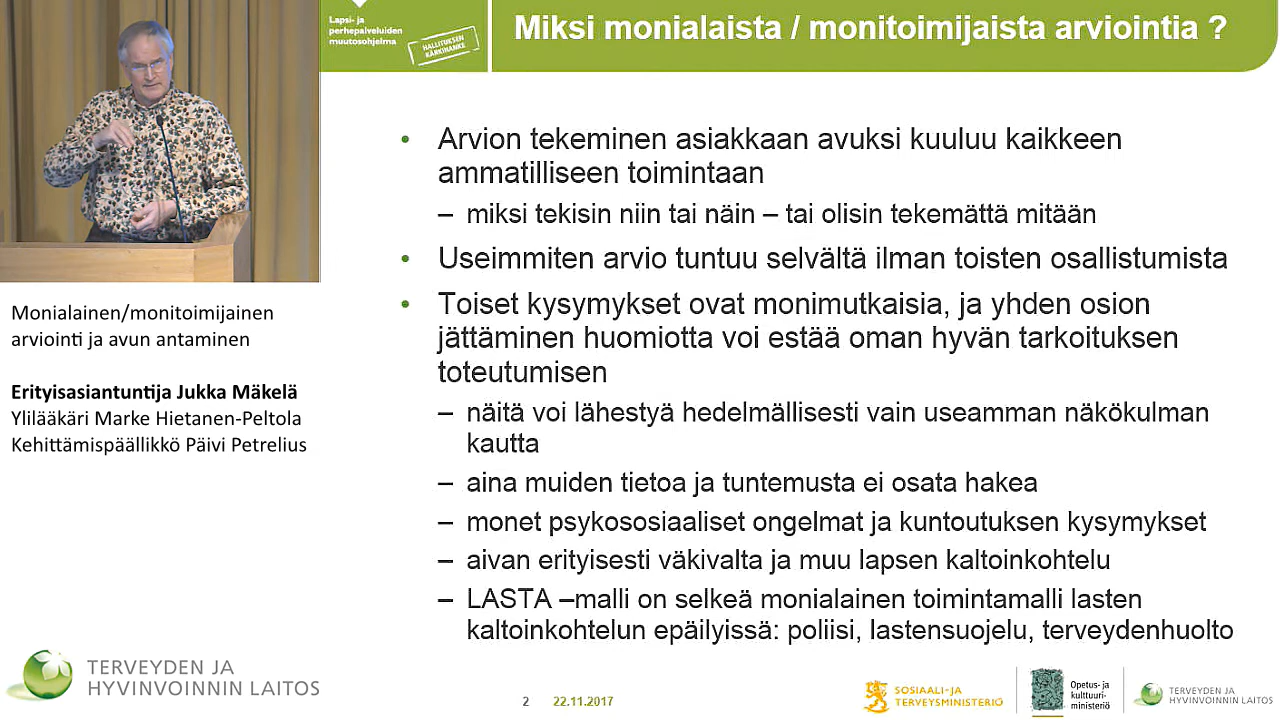 Lapsi- ja
perhepalveluiden
muutosohjelma
HALLITUKSEN
KÄRKIHANKE
Miksi monialaista / monitoimijaista arviointia ?
• Arvion tekeminen asiakkaan avuksi kuuluu kaikkeen
ammatilliseen toimintaan
– miksi tekisin niin tai näin – tai olisin tekemättä mitään
• Useimmiten arvio tuntuu selvältä ilman toisten osallistumista
• Toiset kysymykset ovat monimutkaisia, ja yhden osion
jättäminen huomiotta voi estää oman hyvän tarkoituksen
toteutumisen
– näitä voi lähestyä hedelmällisesti vain useamman näkökulman
kautta
– aina muiden tietoa ja tuntemusta ei osata hakea
– monet psykososiaaliset ongelmat ja kuntoutuksen kysymykset
– aivan erityisesti väkivalta ja muu lapsen kaltoinkohtelu
– LASTA –malli on selkeä monialainen toimintamalli lasten
kaltoinkohtelun epäilyissä: poliisi, lastensuojelu, terveydenhuolto
Monialainen/monitoimijainen
arviointi ja avun antaminen
Erityisasiantuntija Jukka Mäkelä
Ylilääkäri Marke Hietanen-Peltola
Kehittämispäällikkö Päivi Petrelius
TERVEYDEN JA
HYVINVOINNIN LAITOS
2 22.11.2017
SOSIAALI- JA
TERVEYSMINISTERIÖ
Opetus- ja
kulttuuri-
ministeriö
TERVEYDEN JA
HYVINVOINNIN LAITOS